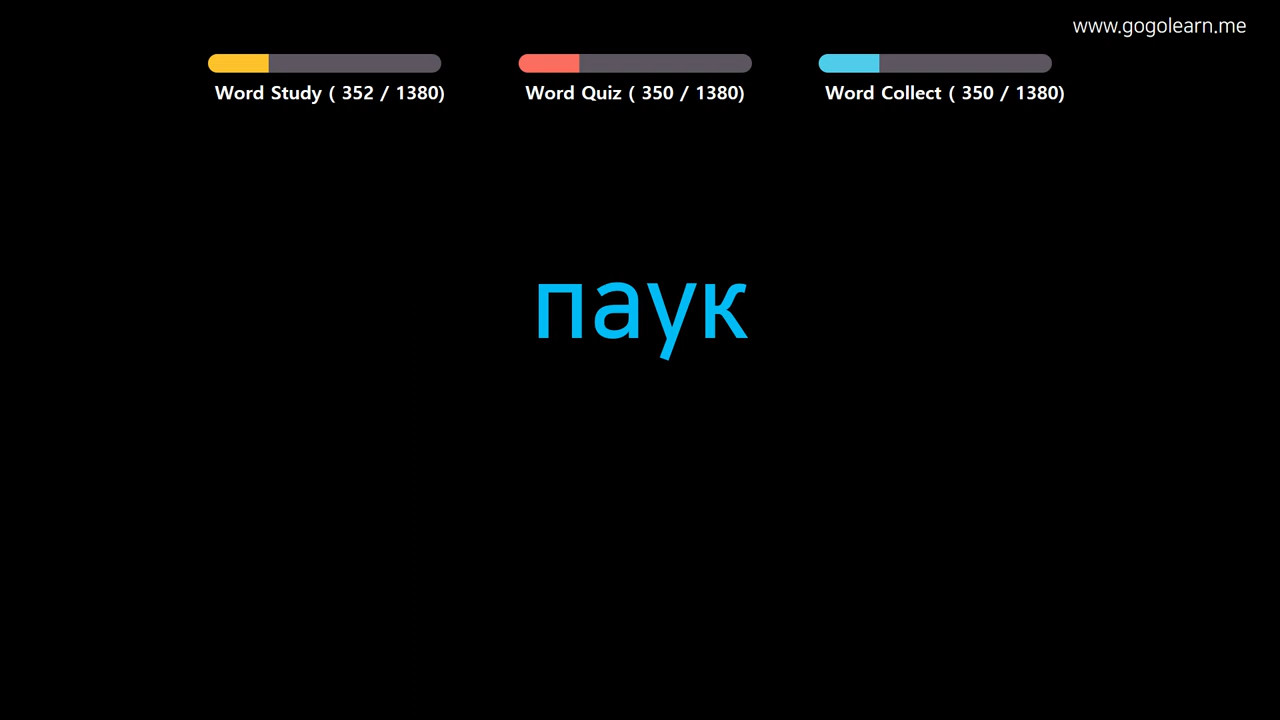 www.gogolearn.me
Word Study ( 352 / 1380)
Word Quiz ( 350 / 1380)
Word Collect ( 350 / 1380)
паук